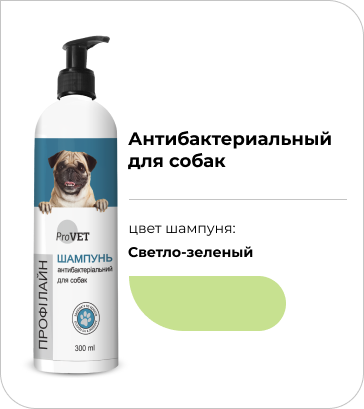 Антибактериальный
для собак
цвет шампуня:
Светло-зеленый
ProVET
ПРОФІЛАЙН
ШАМПУНЬ
антибактеріальний
для собак
300 ml